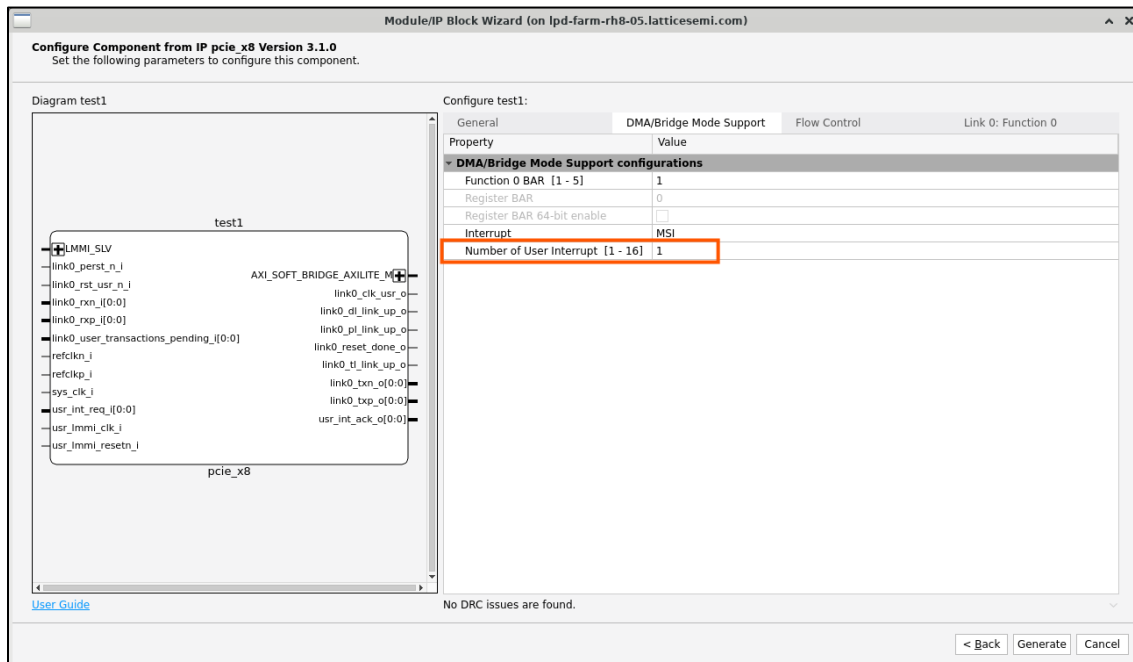 Module/IP Block Wizard (on lpd-farm-rh8-05.latticesemi.com)
Configure Component from IP pcie_x8 Version 3.1.0
Set the following parameters to configure this component.
Diagram test1
test1
LMMI_SLV
link0_perst_n_i
link0_rst_usr_n_i
link0_rxn_i[0:0]
link0_rxp_i[0:0]
link0_user_transactions_pending_i[0:0]
refclkn_i
refclkp_i
sys_clk_i
usr_int_req_i[0:0]
usr_lmmi_clk_i
usr_lmmi_resetn_i
AXI_SOFT_BRIDGE_AXILITE_M
link0_clk_usr_o
link0_dl_link_up_o
link0_pl_link_up_o
link0_reset_done_o
link0_tl_link_up_o
link0_txn_o[0:0]
link0_txp_o[0:0]
usr_int_ack_o[0:0]
pcie_x8
User Guide
Configure test1:
General DMA/Bridge Mode Support Flow Control Link 0: Function 0
Property Value
DMA/Bridge Mode Support configurations
Function 0 BAR [1 - 5] 1
Register BAR 0
Register BAR 64-bit enable
Interrupt MSI
Number of User Interrupt [1 - 16] 1
No DRC issues are found.
< Back Generate Cancel